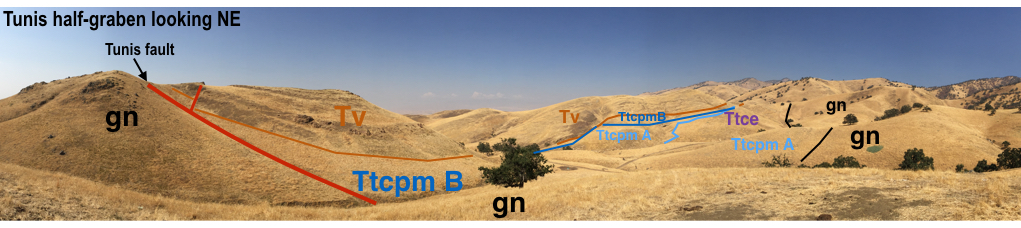 Tunis half-graben looking NE
Tunis fault
gn
Tv
Ttcpm B
gn
Tv
TtcpmB
Ttcpm A
Ttce
Ttcpm A
gn
gn